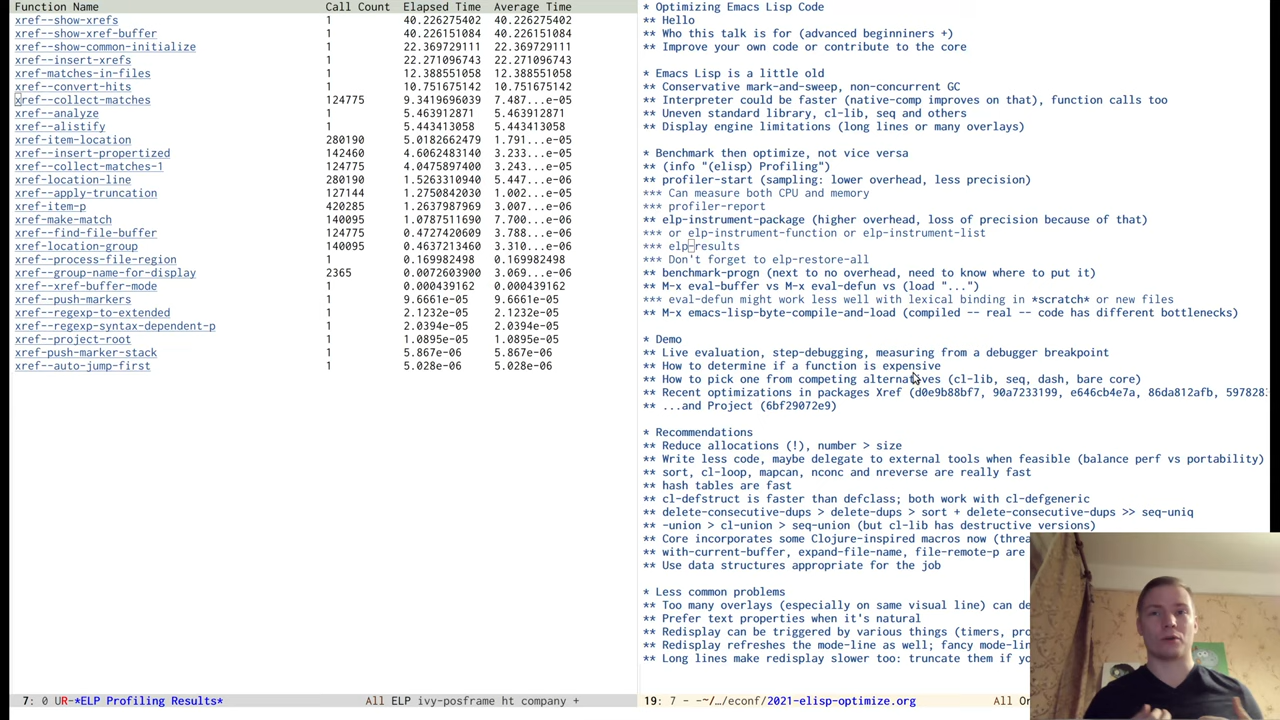 Function Name Call Count Elapsed Time Average Time
xref--show-xrefs 1 40.226275402 40.226275402
xref--show-xref-buffer 1 40.226151084 40.226151084
xref--show-common-initialize 1 22.369729111 22.369729111
xref--insert-xrefs 1 22.271096743 22.271096743
xref-matches-in-files 1 12.388551058 12.388551058
xref--convert-hits 1 10.751675142 10.751675142
xref--collect-matches 124775 9.3419696039 7.487...e-05
xref--analyze 1 5.463912871 5.463912871
xref--alistify 1 5.443413058 5.443413058
xref-item-location 280190 5.0182662479 1.791...e-05
xref--insert-propertized 142460 4.6062483140 3.233...e-05
xref--collect-matches-1 124775 4.0475897400 3.243...e-05
xref-location-line 280190 1.5263310940 5.447...e-06
xref--apply-truncation 127144 1.2750842030 1.002...e-05
xref-item-p 420285 1.2637987969 3.007...e-06
xref-make-match 140095 1.0787511690 7.700...e-06
xref--find-file-buffer 124775 0.4727420609 3.788...e-06
xref-location-group 140095 0.4637213460 3.310...e-06
xref--process-file-region 1 0.169982498 0.169982498
xref--group-name-for-display 2365 0.0072603900 3.069...e-06
xref--xref-buffer-mode 1 0.000439162 0.000439162
xref--push-markers 1 9.6661e-05 9.6661e-05
xref--regexp-to-extended 1 2.1232e-05 2.1232e-05
xref--regexp-syntax-dependent-p 1 2.0394e-05 2.0394e-05
xref--project-root 1 1.0895e-05 1.0895e-05
xref-push-marker-stack 1 5.867e-06 5.867e-06
xref--auto-jump-first 1 5.028e-06 5.028e-06
7: 0 UR-*ELP Profiling Results* All ELP ivy-posframe ht company +
* Optimizing Emacs Lisp Code
** Hello
** Who this talk is for (advanced beginniners +)
** Improve your own code or contribute to the core
* Emacs Lisp is a little old
** Conservative mark-and-sweep, non-concurrent GC
** Interpreter could be faster (native-comp improves on that), function calls too
** Uneven standard library, cl-lib, seq and others
** Display engine limitations (long lines or many overlays)
* Benchmark then optimize, not vice versa
** (info "(elisp) Profiling")
** profiler-start (sampling: lower overhead, less precision)
*** Can measure both CPU and memory
*** profiler-report
** elp-instrument-package (higher overhead, loss of precision because of that)
*** or elp-instrument-function or elp-instrument-list
*** elp-results
*** Don't forget to elp-restore-all
** benchmark-progn (next to no overhead, need to know where to put it)
** M-x eval-buffer vs M-x eval-defun vs (load "...")
*** eval-defun might work less well with lexical binding in *scratch* or new files
** M-x emacs-lisp-byte-compile-and-load (compiled -- real -- code has different bottlenecks)
* Demo
** Live evaluation, step-debugging, measuring from a debugger breakpoint
** How to determine if a function is expensive
** How to pick one from competing alternatives (cl-lib, seq, dash, bare core)
** Recent optimizations in packages Xref (d0e9b88bf7, 90a7233199, e646cb4e7a, 86da812afb, 597828
** ...and Project (6bf29072e9)
* Recommendations
** Reduce allocations (!), number > size
** Write less code, maybe delegate to external tools when feasible (balance perf vs portability)
** sort, cl-loop, mapcan, nconc and nreverse are really fast
** hash tables are fast
** cl-defstruct is faster than defclass; both work with cl-defgeneric
** delete-consecutive-dups > delete-dups > sort + delete-consecutive-dups >> seq-uniq
** -union > cl-union > seq-union (but cl-lib has destructive versions)
** Core incorporates some Clojure-inspired macros now (threa
** with-current-buffer, expand-file-name, file-remote-p are
** Use data structures appropriate for the job
* Less common problems
** Too many overlays (especially on same visual line) can de
** Prefer text properties when it's natural
** Redisplay can be triggered by various things (timers, pro
** Redisplay refreshes the mode-line as well; fancy mode-lin
** Long lines make redisplay slower too: truncate them if yo
19: 7 - -~/…/econf/2021-elisp-optimize.org All Or